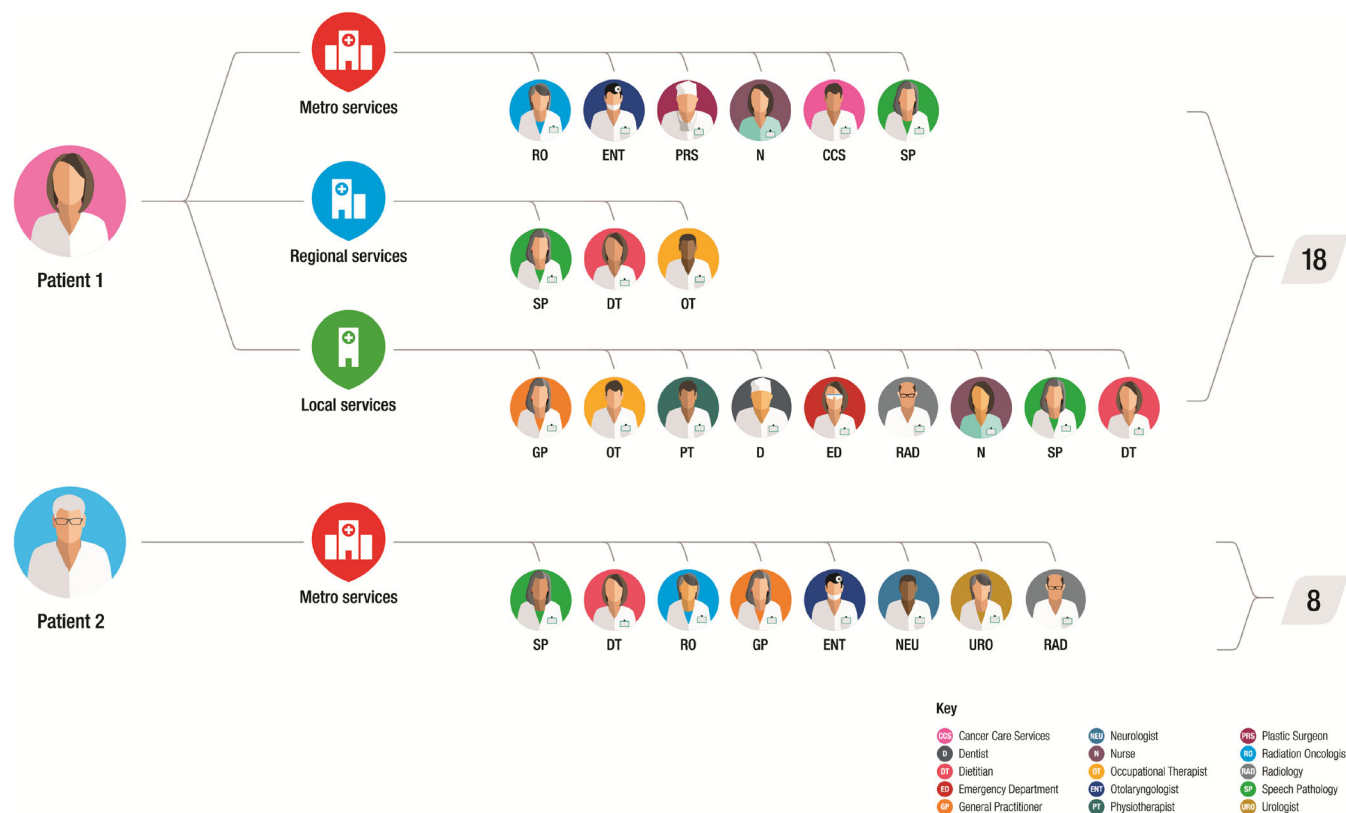 Metro services
RO ENT PRS N CCS SP
Patient 1
Regional services
SP DT OT
18
Local services
GP OT PT D ED RAD N SP DT
Patient 2
Metro services
SP DT RO GP ENT NEU URO RAD
8
Key
CCS Cancer Care Services
D Dentist
DT Dietitian
ED Emergency Department
GP General Practitioner
NEU Neurologist
N Nurse
OT Occupational Therapist
ENT Otolaryngologist
PT Physiotherapist
PRS Plastic Surgeon
RO Radiation Oncologis
RAD Radiology
SP Speech Pathology
URO Urologist